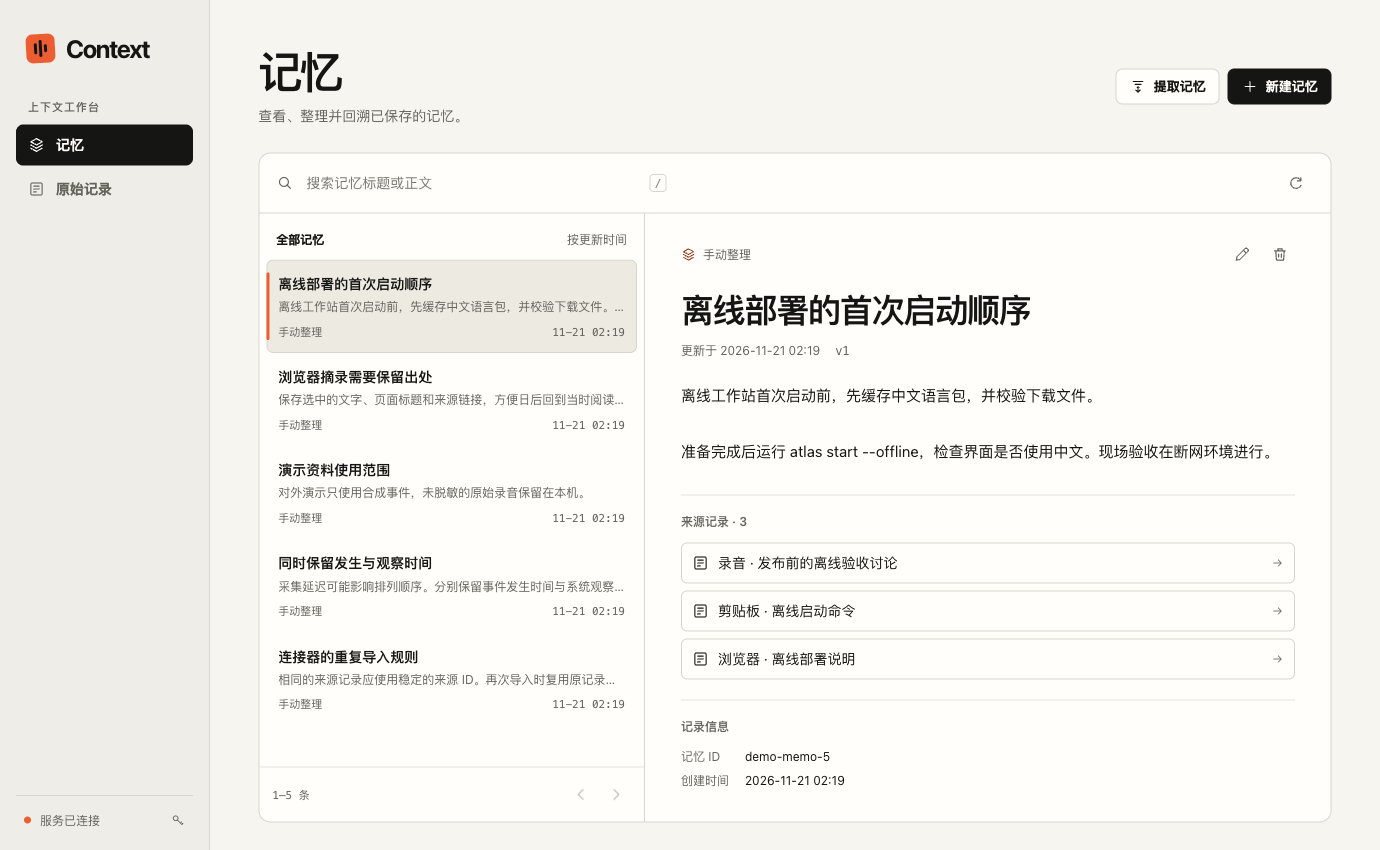 Context
上下文工作台
记忆
原始记录
服务已连接
记忆
查看、整理并回溯已保存的记忆。
提取记忆
新建记忆
搜索记忆标题或正文
/
全部记忆
按更新时间
离线部署的首次启动顺序
离线工作站首次启动前，先缓存中文语言包，并校验下载文件。…
手动整理 11-21 02:19
浏览器摘录需要保留出处
保存选中的文字、页面标题和来源链接，方便日后回到当时阅读…
手动整理 11-21 02:19
演示资料使用范围
对外演示只使用合成事件，未脱敏的原始录音保留在本机。
手动整理 11-21 02:19
同时保留发生与观察时间
采集延迟可能影响排列顺序。分别保留事件发生时间与系统观察…
手动整理 11-21 02:19
连接器的重复导入规则
相同的来源记录应使用稳定的来源 ID。再次导入时复用原记录…
手动整理 11-21 02:19
1–5 条
手动整理
离线部署的首次启动顺序
更新于 2026-11-21 02:19 v1
离线工作站首次启动前，先缓存中文语言包，并校验下载文件。
准备完成后运行 atlas start --offline，检查界面是否使用中文。现场验收在断网环境进行。
来源记录 · 3
录音 · 发布前的离线验收讨论
剪贴板 · 离线启动命令
浏览器 · 离线部署说明
记录信息
记忆 ID demo-memo-5
创建时间 2026-11-21 02:19